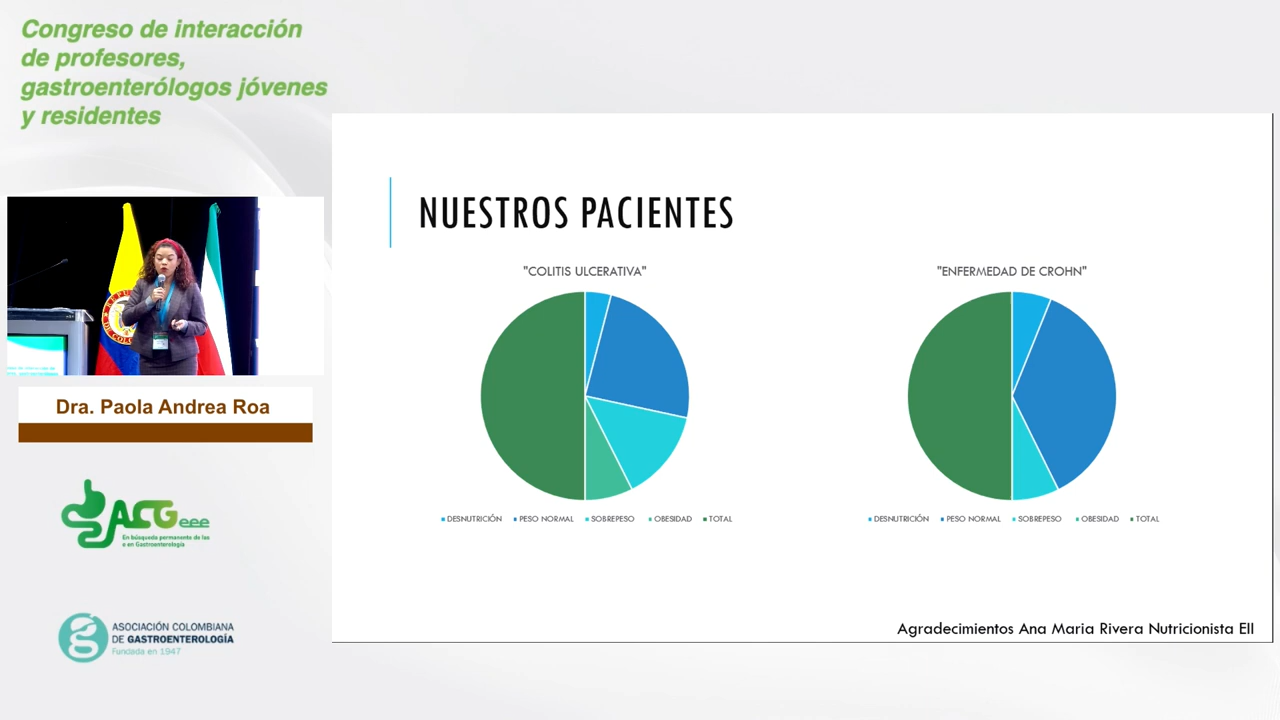 Congreso de interacción
de profesores,
gastroenterólogos jóvenes
y residentes
NUESTROS PACIENTES
"COLITIS ULCERATIVA"
DESNUTRICIÓN PESO NORMAL SOBREPESO OBESIDAD TOTAL
"ENFERMEDAD DE CROHN"
DESNUTRICIÓN PESO NORMAL SOBREPESO OBESIDAD TOTAL
Agradecimientos Ana Maria Rivera Nutricionista EII
Dra. Paola Andrea Roa
ACGeee
En búsqueda permanente de las
e en Gastroenterología
ASOCIACIÓN COLOMBIANA
DE GASTROENTEROLOGÍA
Fundada en 1947